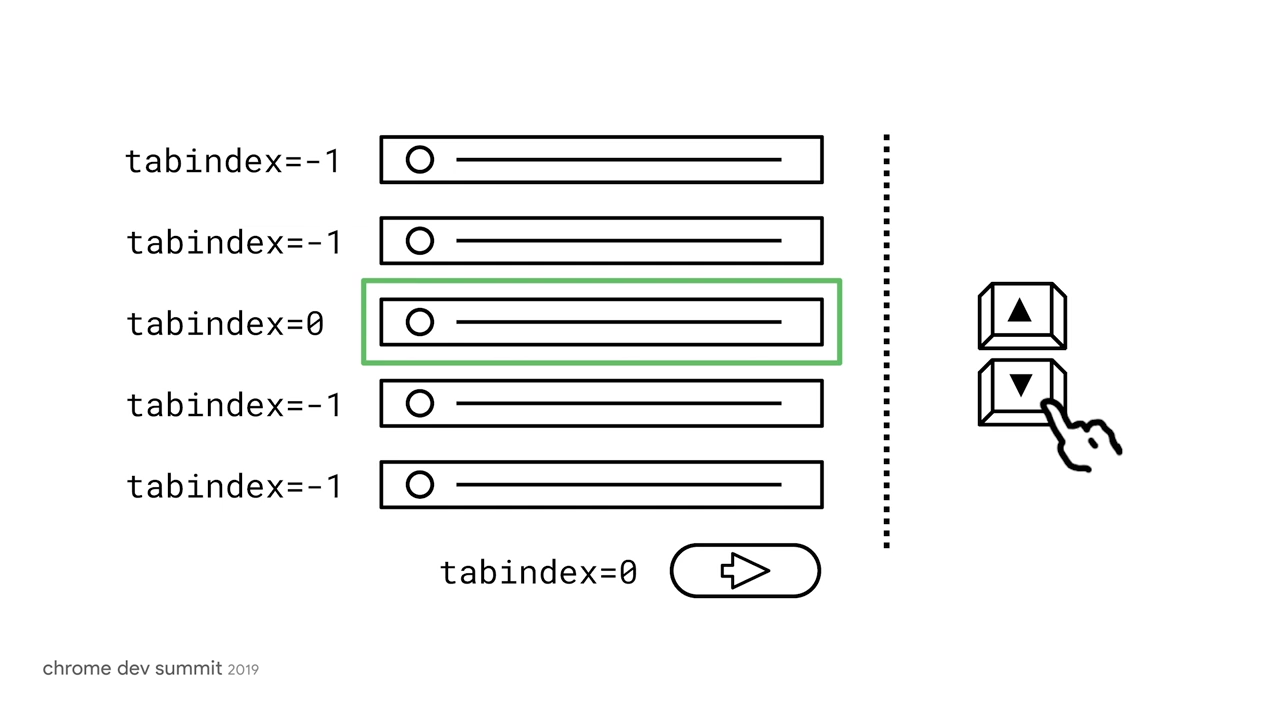 tabindex=-1
tabindex=-1
tabindex=0
tabindex=-1
tabindex=-1
tabindex=0
chrome dev summit 2019